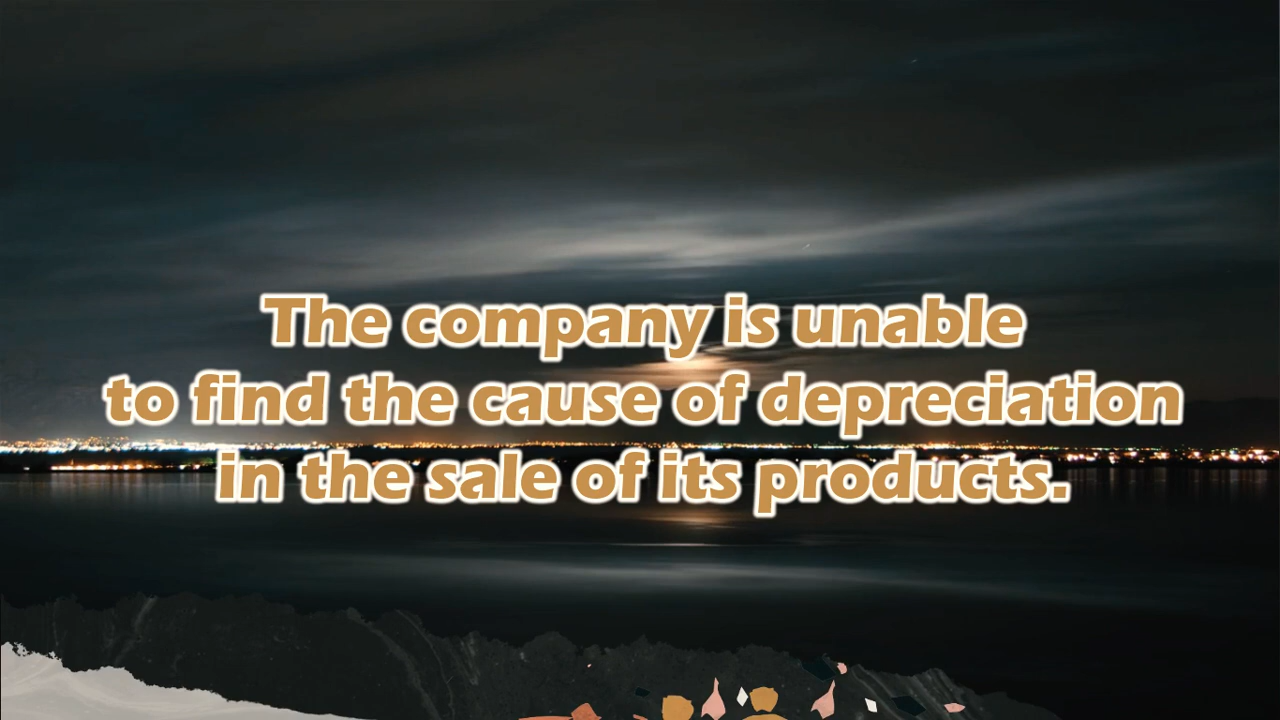 The company is unable
to find the cause of depreciation
in the sale of its products.